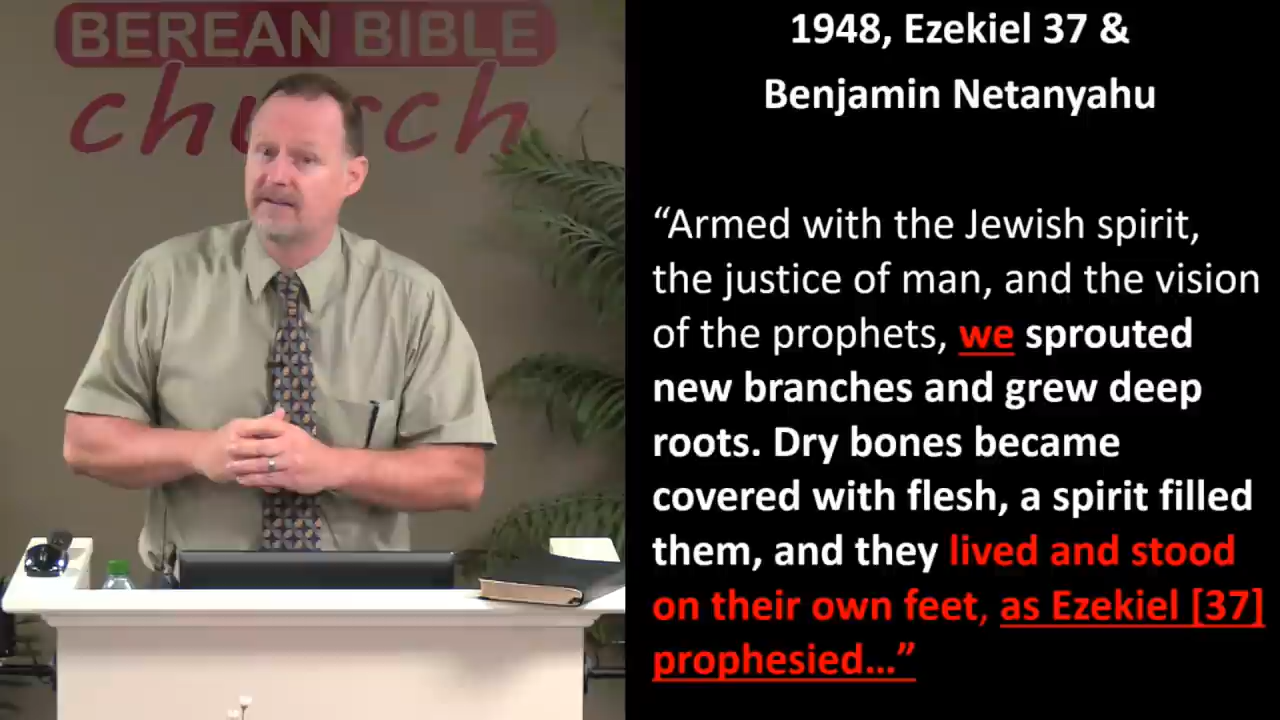 BEREAN BIBLE
church
1948, Ezekiel 37 &
Benjamin Netanyahu
“Armed with the Jewish spirit,
the justice of man, and the vision
of the prophets, we sprouted
new branches and grew deep
roots. Dry bones became
covered with flesh, a spirit filled
them, and they lived and stood
on their own feet, as Ezekiel [37]
prophesied...”